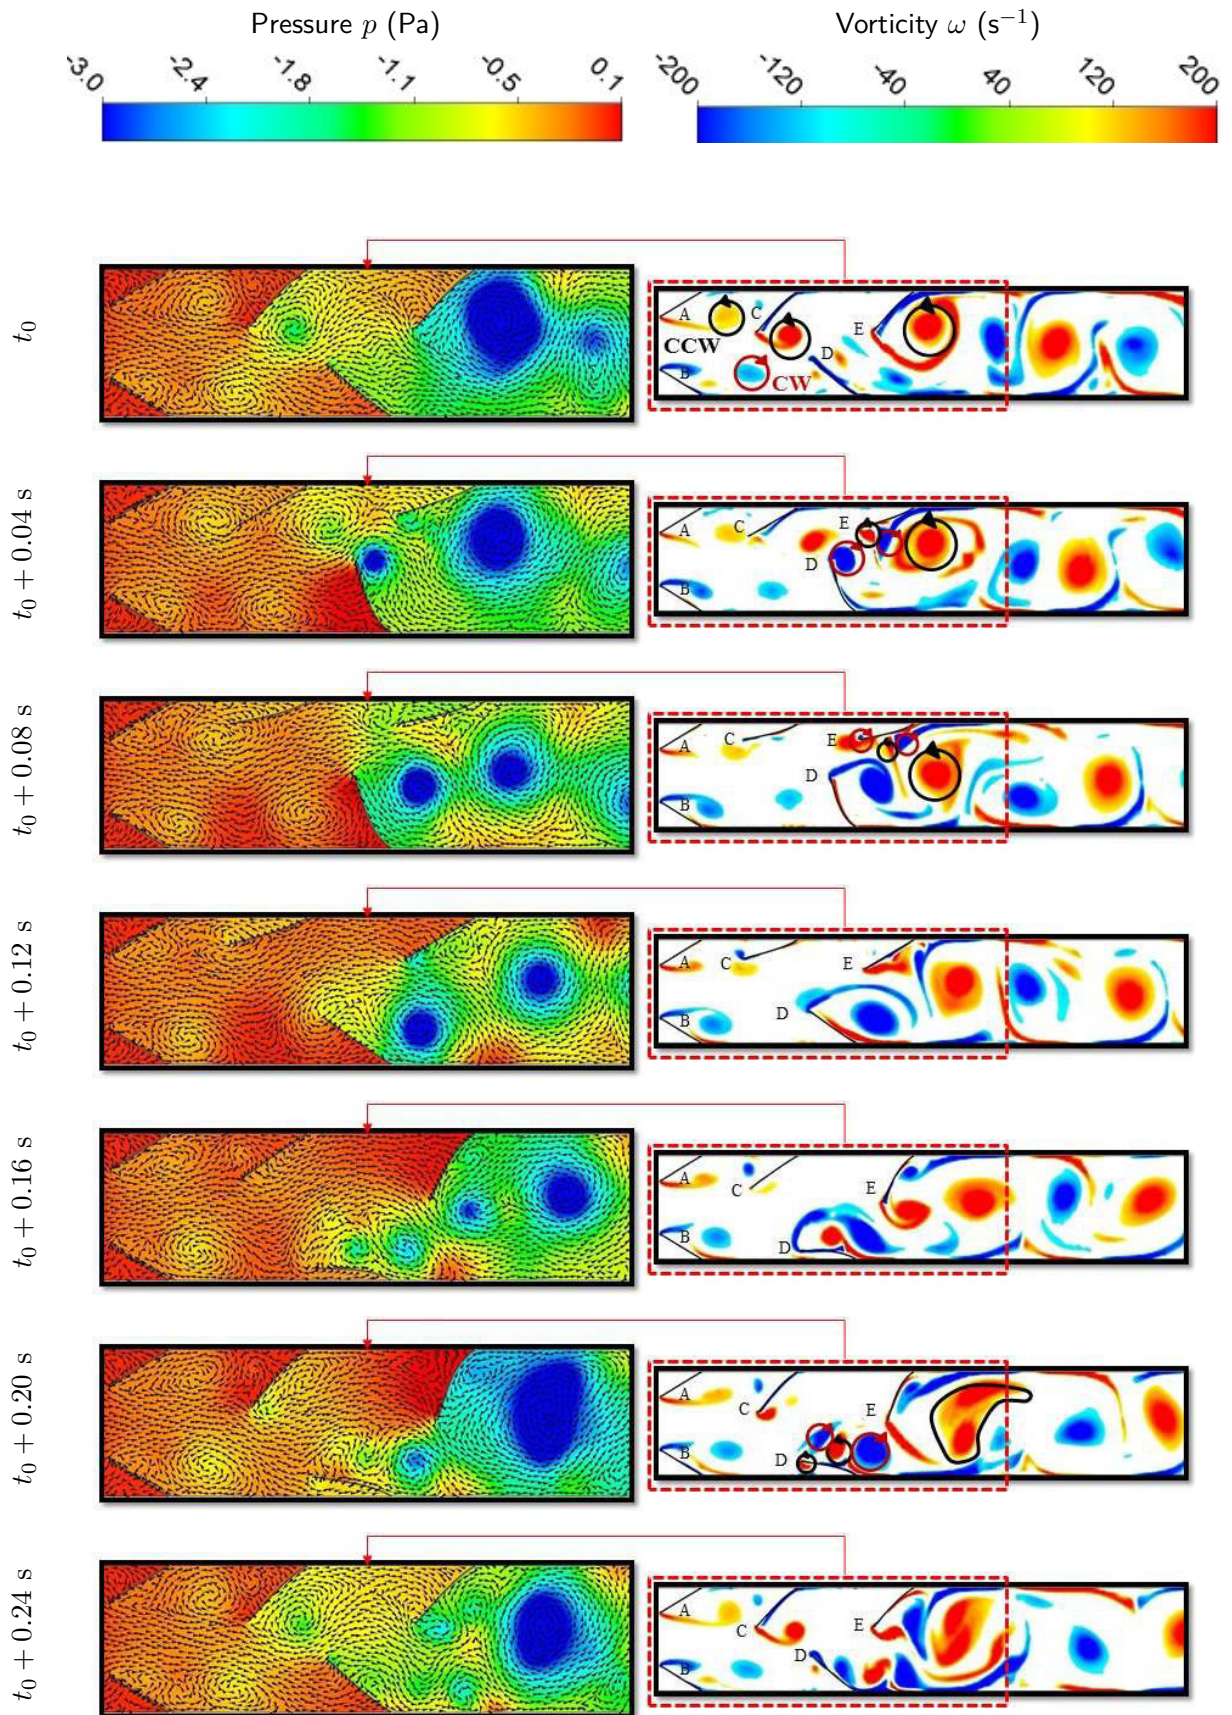 Pressure p (Pa) Vorticity ω (s⁻¹)
-3.0 -2.4 -1.8 -1.1 -0.5 0.1 -200 -120 -40 40 120 200
t₀
A C E
CCW D
B CW
t₀ + 0.04 s
A C E
D
B
t₀ + 0.08 s
A C E
D
B
t₀ + 0.12 s
A C E
B D
t₀ + 0.16 s
A C E
B D
t₀ + 0.20 s
A C E
B D
t₀ + 0.24 s
A C E
B D